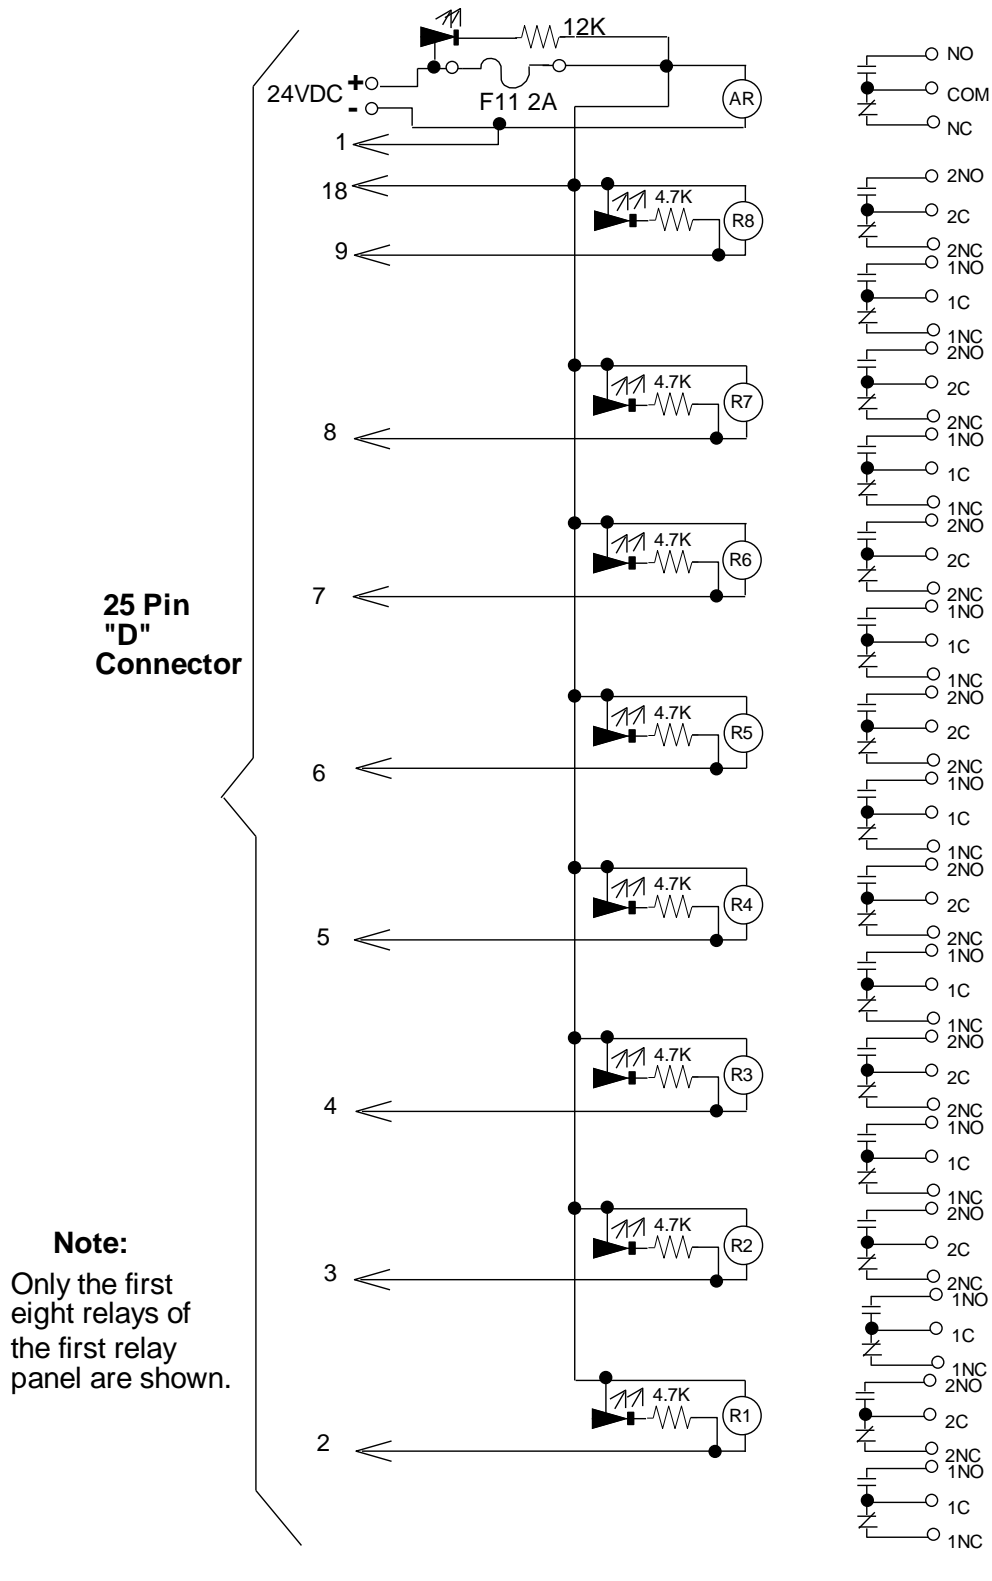 12K
NO
24VDC
+
-
F11 2A
AR
COM
NC
1
18
4.7K
R8
9
2NO
2C
2NC
1NO
1C
1NC
4.7K
R7
8
2NO
2C
2NC
1NO
1C
1NC
4.7K
R6
7
2NO
2C
2NC
1NO
1C
1NC
25 Pin
"D"
Connector
4.7K
R5
6
2NO
2C
2NC
1NO
1C
1NC
4.7K
R4
5
2NO
2C
2NC
1NO
1C
1NC
4.7K
R3
4
2NO
2C
2NC
1NO
1C
1NC
4.7K
R2
3
2NO
2C
2NC
1NO
1C
1NC
Note:
Only the first
eight relays of
the first relay
panel are shown.
4.7K
R1
2
2NO
2C
2NC
1NO
1C
1NC